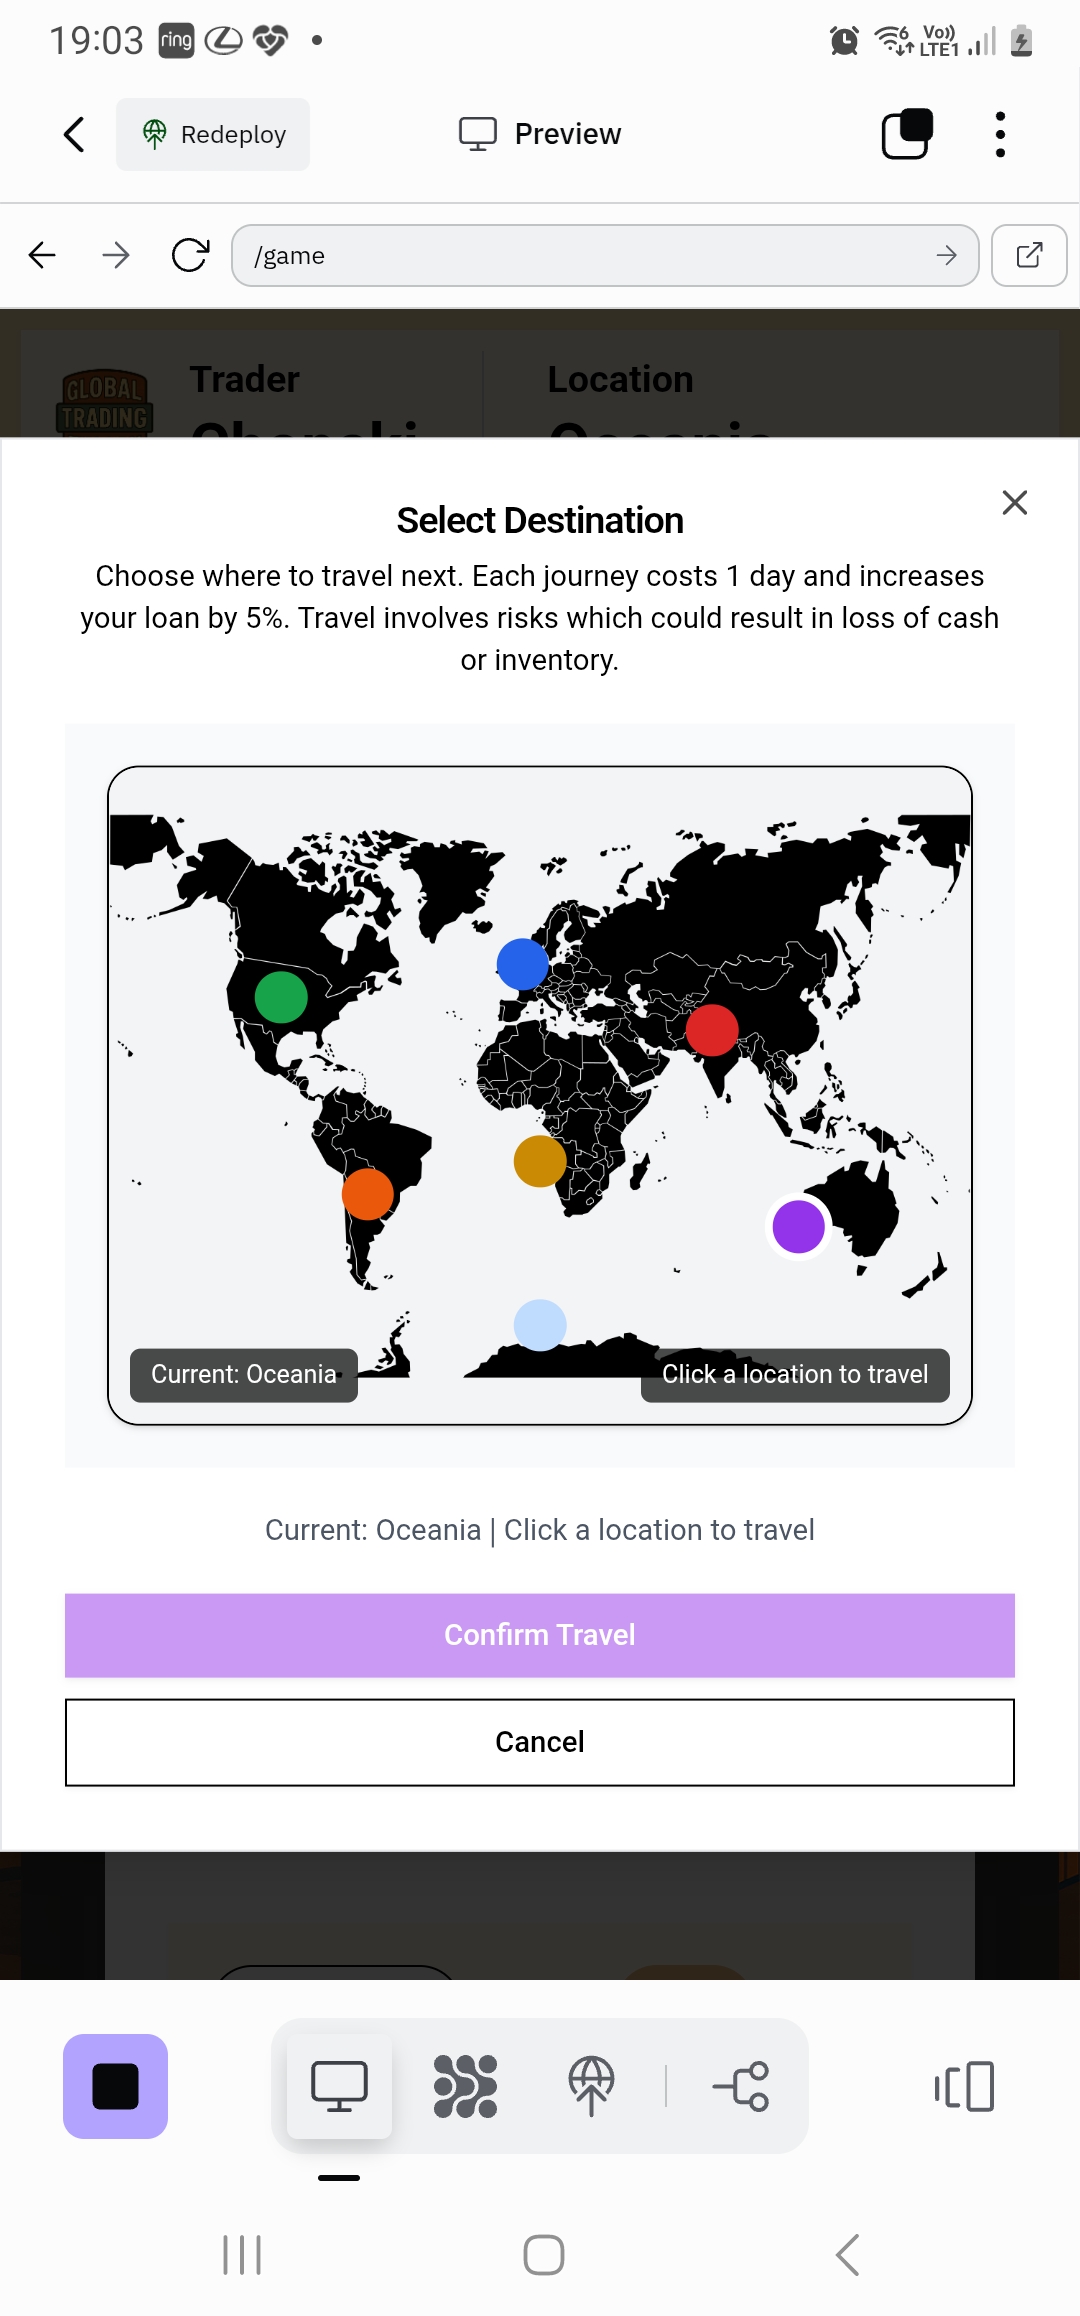 19:03 ring Vo)) LTE1
Redeploy Preview
/game
GLOBAL TRADING
Trader Location
Oceania
Select Destination
Choose where to travel next. Each journey costs 1 day and increases
your loan by 5%. Travel involves risks which could result in loss of cash
or inventory.
Current: Oceania Click a location to travel
Current: Oceania | Click a location to travel
Confirm Travel
Cancel